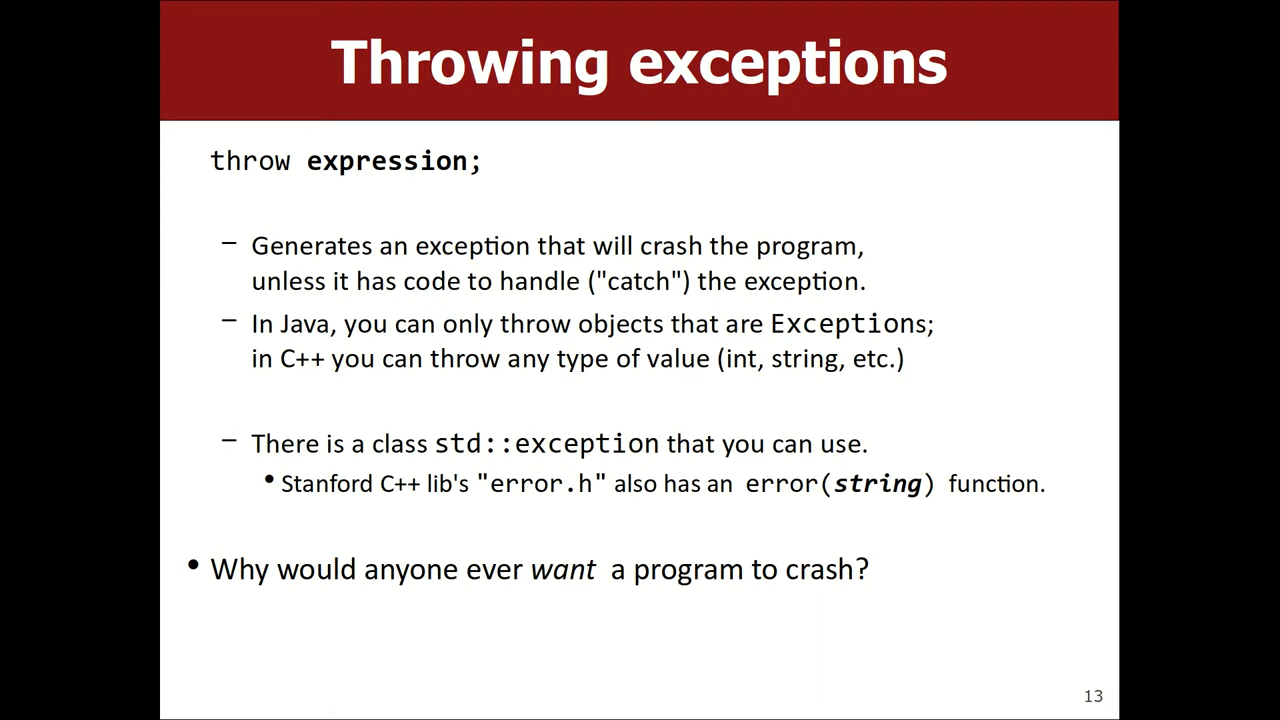 Throwing exceptions
throw expression;
– Generates an exception that will crash the program,
unless it has code to handle ("catch") the exception.
– In Java, you can only throw objects that are Exceptions;
in C++ you can throw any type of value (int, string, etc.)
– There is a class std::exception that you can use.
• Stanford C++ lib's "error.h" also has an error(string) function.
• Why would anyone ever want a program to crash?
13